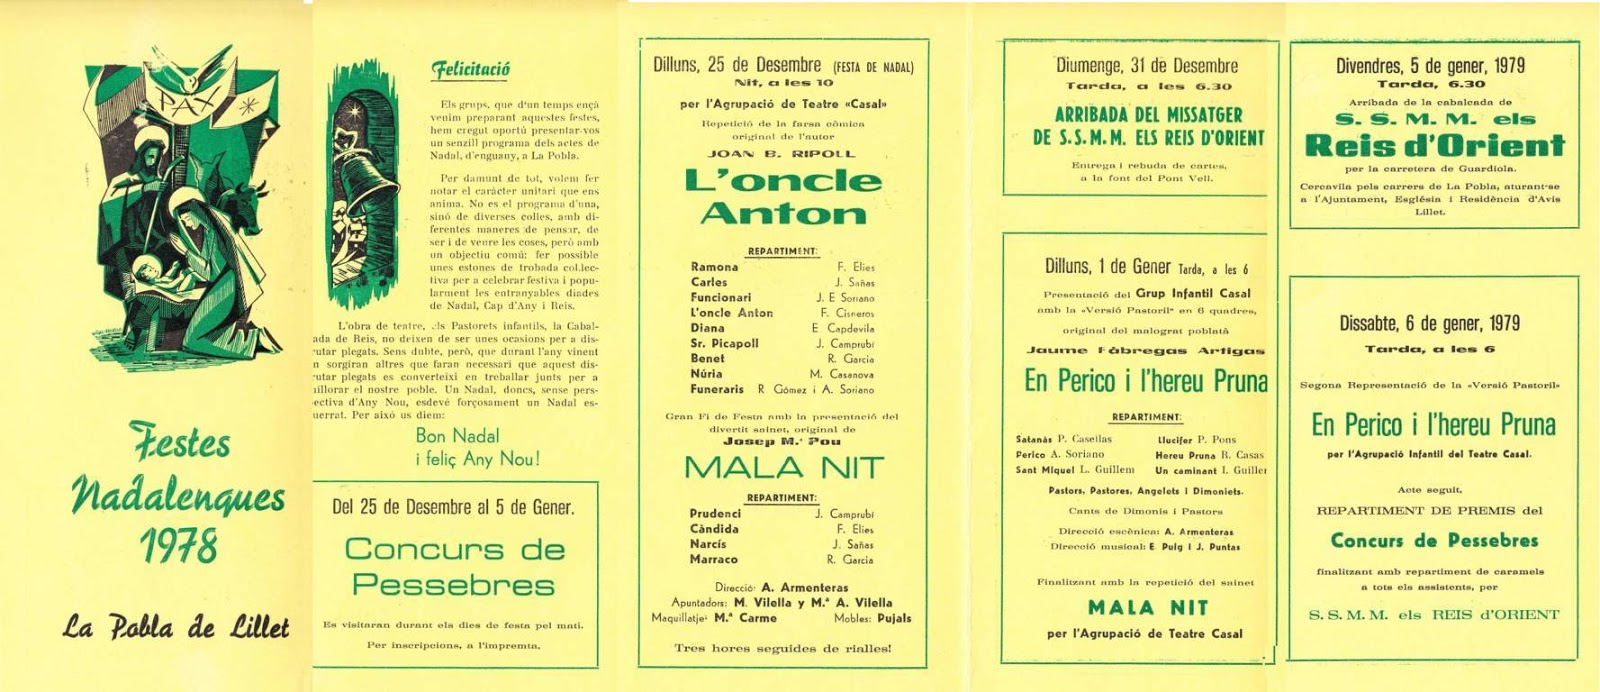 PAX
Festes
Nadalenques
1978
La Pobla de Lillet
Felicitació
Els grups, que d'un temps ençà
venim preparant aquestes festes,
hem cregut oportú presentar-vos
un senzill programa dels actes de
Nadal, d'enguany, a La Pobla.
Per damunt de tot, volem fer
notar el caràcter unitari que ens
anima. No es el programa d'una,
sinó de diverses colles, amb di-
ferentes maneres de pensar, de
ser i de veure les coses, però amb
un objectiu comú: fer possible
unes estones de trobada col.lec-
tiva per a celebrar festiva i popu-
larment les entranyables diades
de Nadal, Cap d'Any i Reis.
L'obra de teatre, els Pastorets infantils, la Cabal-
ada de Reis, no deixen de ser unes ocasions per a dis-
rutar plegats. Sens dubte, però, que durant l'any vinent
n sorgiran altres que faran necessari que aquest dis-
rutar plegats es converteixi en treballar junts per a
illorar el nostre poble. Un Nadal, doncs, sense pers-
ectiva d'Any Nou, esdevé forçosament un Nadal es-
uerrat. Per aixó us diem:
Bon Nadal
i feliç Any Nou!
Del 25 de Desembre al 5 de Gener.
Concurs de
Pessebres
Es visitaran durant els dies de festa pel matí.
Per inscripcions, a l'impremta.
Dilluns, 25 de Desembre (FESTA DE NADAL)
Nit, a les 10
per l'Agrupació de Teatre «Casal»
Repetició de la farsa còmica
original de l'autor
JOAN B. RIPOLL
L'oncle
Anton
REPARTIMENT:
Ramona F. Elies
Carles J. Sañas
Funcionari J. E Soriano
L'oncle Anton F. Cisneros
Diana E Capdevila
Sr. Picapoll J. Camprubí
Benet R. Garcia
Núria M. Casanova
Funeraris R Gómez i A. Soriano
Gran Fi de Festa amb la presentació del
divertit sainet, original de
Josep M.ª Pou
MALA NIT
REPARTIMENT:
Prudenci J. Camprubí
Càndida F. Elies
Narcís J. Sañas
Marraco R. Garcia
Direcció: A. Armenteras
Apuntadors: M. Vilella y M.ª A. Vilella
Maquillatje: M.ª Carme Mobles: Pujals
Tres hores seguides de rialles!
Diumenge, 31 de Desembre
Tarda, a les 6.30
ARRIBADA DEL MISSATGER
DE S.S.M.M. ELS REIS D'ORIENT
Entrega i rebuda de cartes,
a la font del Pont Vell.
Dilluns, 1 de Gener Tarda, a les 6
Presentació del Grup Infantil Casal
amb la «Versió Pastoril» en 6 quadres,
original del malograt poblatà
Jaume Fàbregas Artigas
En Perico i l'hereu Pruna
REPARTIMENT:
Satanàs P. Casellas Llucifer P. Pons
Perico A. Soriano Hereu Pruna R. Casas
Sant Miquel L. Guillem Un caminant I. Guiller
Pastors, Pastores, Angelets i Dimoniets.
Cants de Dimonis i Pastors
Direcció escènica: A. Armenteras
Direcció musical: E. Puig i J. Puntas
Finalitzant amb la repetició del sainet
MALA NIT
per l'Agrupació de Teatre Casal
Divendres, 5 de gener, 1979
Tarda, 6.30
Arribada de la cabalcada de
S. S. M. M. els
Reis d'Orient
per la carretera de Guardiola.
Cercavila pels carrers de La Pobla, aturant-se
a l'Ajuntament, Església i Residència d'Avis
Lillet.
Dissabte, 6 de gener, 1979
Tarda, a les 6
Segona Representació de la «Versió Pastoril»
En Perico i l'hereu Pruna
per l'Agrupació Infantil del Teatre Casal.
Acte seguit,
REPARTIMENT DE PREMIS del
Concurs de Pessebres
finalitzant amb repartiment de caramels
a tots els assistents, per
S. S. M. M. els REIS d'ORIENT